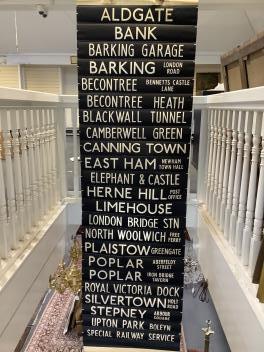 ALDGATE
BANK
BARKING GARAGE
BARKING LONDON ROAD
BECONTREE BENNETTS CASTLE LANE
BECONTREE HEATH
BLACKWALL TUNNEL
CAMBERWELL GREEN
CANNING TOWN
EAST HAM NEWHAM TOWN HALL
ELEPHANT & CASTLE
HERNE HILL POST OFFICE
LIMEHOUSE
LONDON BRIDGE STN
NORTH WOOLWICH FREE FERRY
PLAISTOW GREENGATE
POPLAR ABERFELDY STREET
POPLAR IRON BRIDGE TAVERN
ROYAL VICTORIA DOCK
SILVERTOWN HOLT ROAD
STEPNEY ARBOUR SQUARE
UPTON PARK BOLEYN
SPECIAL RAILWAY SERVICE